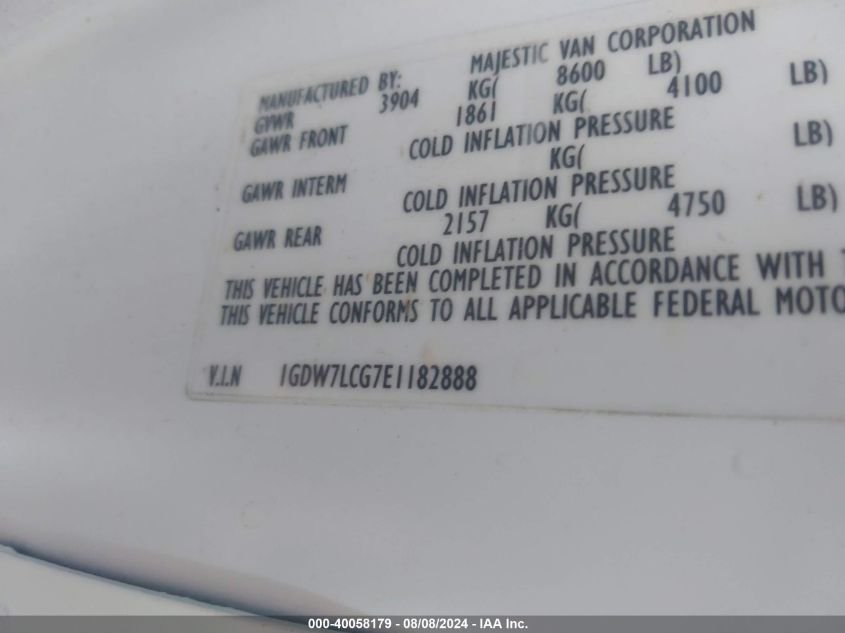 MANUFACTURED BY: MAJESTIC VAN CORPORATION
GVWR 3904 KG( 8600 LB)
GAWR FRONT 1861 KG( 4100 LB)
COLD INFLATION PRESSURE
GAWR INTERM KG( LB)
COLD INFLATION PRESSURE
GAWR REAR 2157 KG( 4750 LB)
COLD INFLATION PRESSURE
THIS VEHICLE HAS BEEN COMPLETED IN ACCORDANCE WITH
THIS VEHICLE CONFORMS TO ALL APPLICABLE FEDERAL MOTO
V.I.N 1GDW7LCG7E1182888
000-40058179 - 08/08/2024 - IAA Inc.